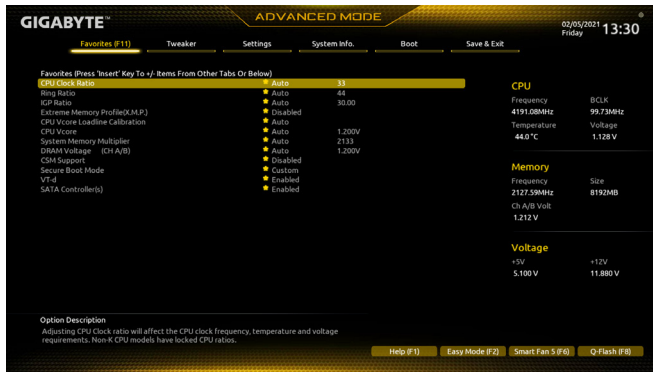 GIGABYTE™
ADVANCED MODE
02/05/2021 Friday 13:30
Favorites (F11) Tweaker Settings System Info. Boot Save & Exit
Favorites (Press 'Insert' Key To +/- Items From Other Tabs Or Below)
CPU Clock Ratio Auto 33
Ring Ratio Auto 44
IGP Ratio Auto 30.00
Extreme Memory Profile(X.M.P.) Disabled
CPU Vcore Loadline Calibration Auto
CPU Vcore Auto 1.200V
System Memory Multiplier Auto 2133
DRAM Voltage (CH A/B) Auto 1.200V
CSM Support Disabled
Secure Boot Mode Custom
VT-d Enabled
SATA Controller(s) Enabled
CPU
Frequency BCLK
4191.08MHz 99.73MHz
Temperature Voltage
44.0 °C 1.128 V
Memory
Frequency Size
2127.59MHz 8192MB
Ch A/B Volt
1.212 V
Voltage
+5V +12V
5.100 V 11.880 V
Option Description
Adjusting CPU Clock ratio will affect the CPU clock frequency, temperature and voltage
requirements. Non-K CPU models have locked CPU ratios.
Help (F1) Easy Mode (F2) Smart Fan 5 (F6) Q-Flash (F8)